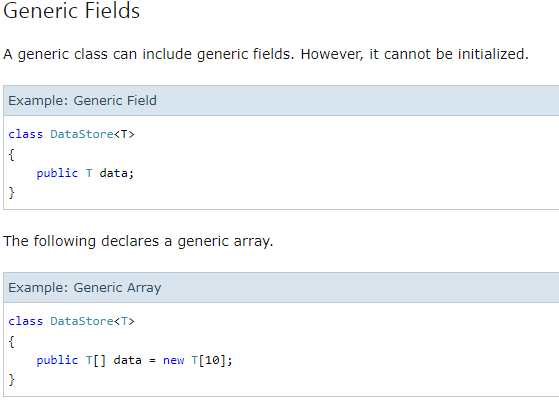 Generic Fields
A generic class can include generic fields. However, it cannot be initialized.
Example: Generic Field
class DataStore<T>
{
    public T data;
}
The following declares a generic array.
Example: Generic Array
class DataStore<T>
{
    public T[] data = new T[10];
}